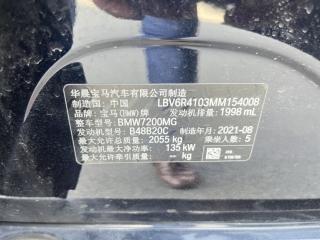 华晨宝马汽车有限公司制造
制造国：中国 LBV6R4103MM154008
品牌：宝马(BMW)牌 发动机排量：1998 mL
整车型号：BMW7200MG
发动机型号：B48B20C 制造年月：2021-08
最大允许总质量：2055 kg 乘坐人数：5
发动机最大净功率：135 kW
最大允许牵引质量：-- kg